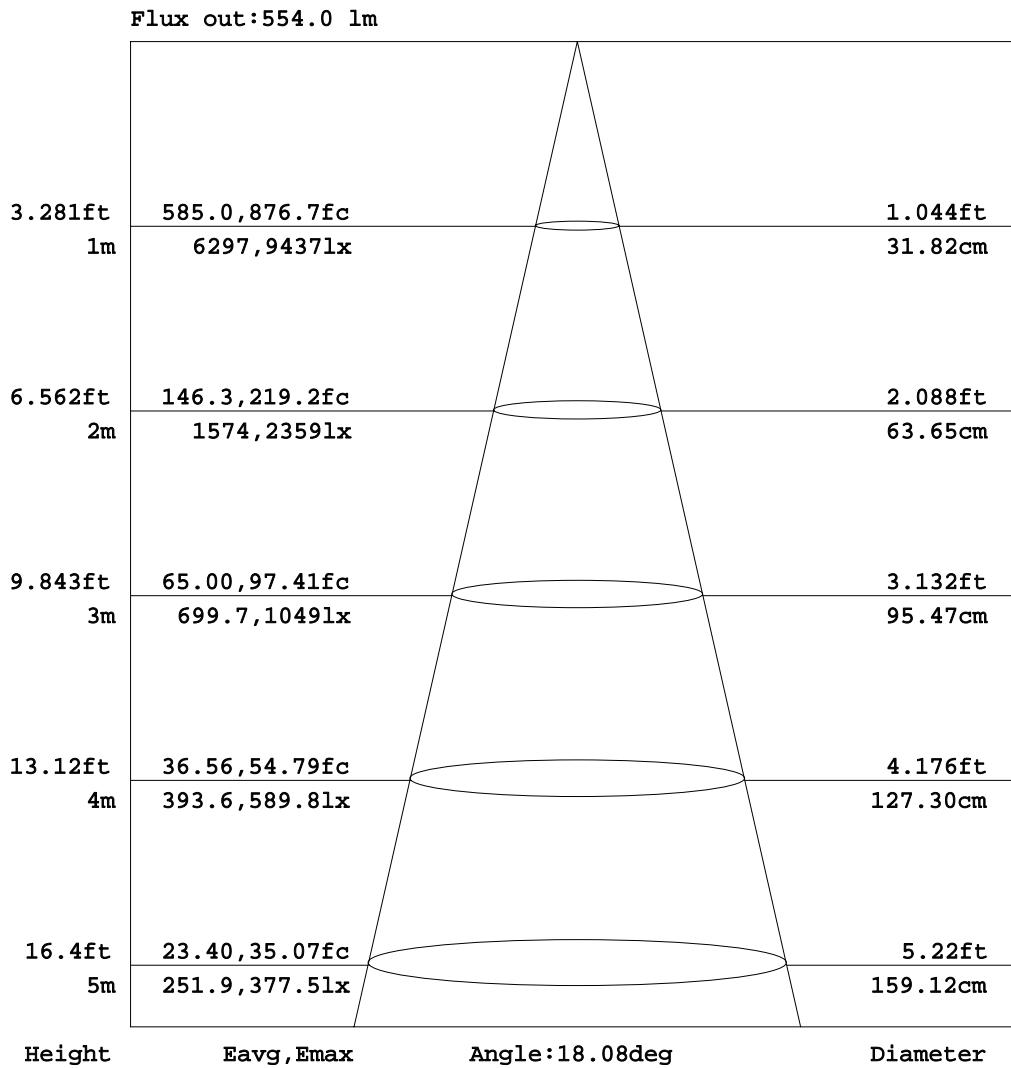 Flux out:554.0 lm
3.281ft 585.0,876.7fc 1.044ft
1m 6297,9437lx 31.82cm
6.562ft 146.3,219.2fc 2.088ft
2m 1574,2359lx 63.65cm
9.843ft 65.00,97.41fc 3.132ft
3m 699.7,1049lx 95.47cm
13.12ft 36.56,54.79fc 4.176ft
4m 393.6,589.8lx 127.30cm
16.4ft 23.40,35.07fc 5.22ft
5m 251.9,377.5lx 159.12cm
Height Eavg,Emax Angle:18.08deg Diameter